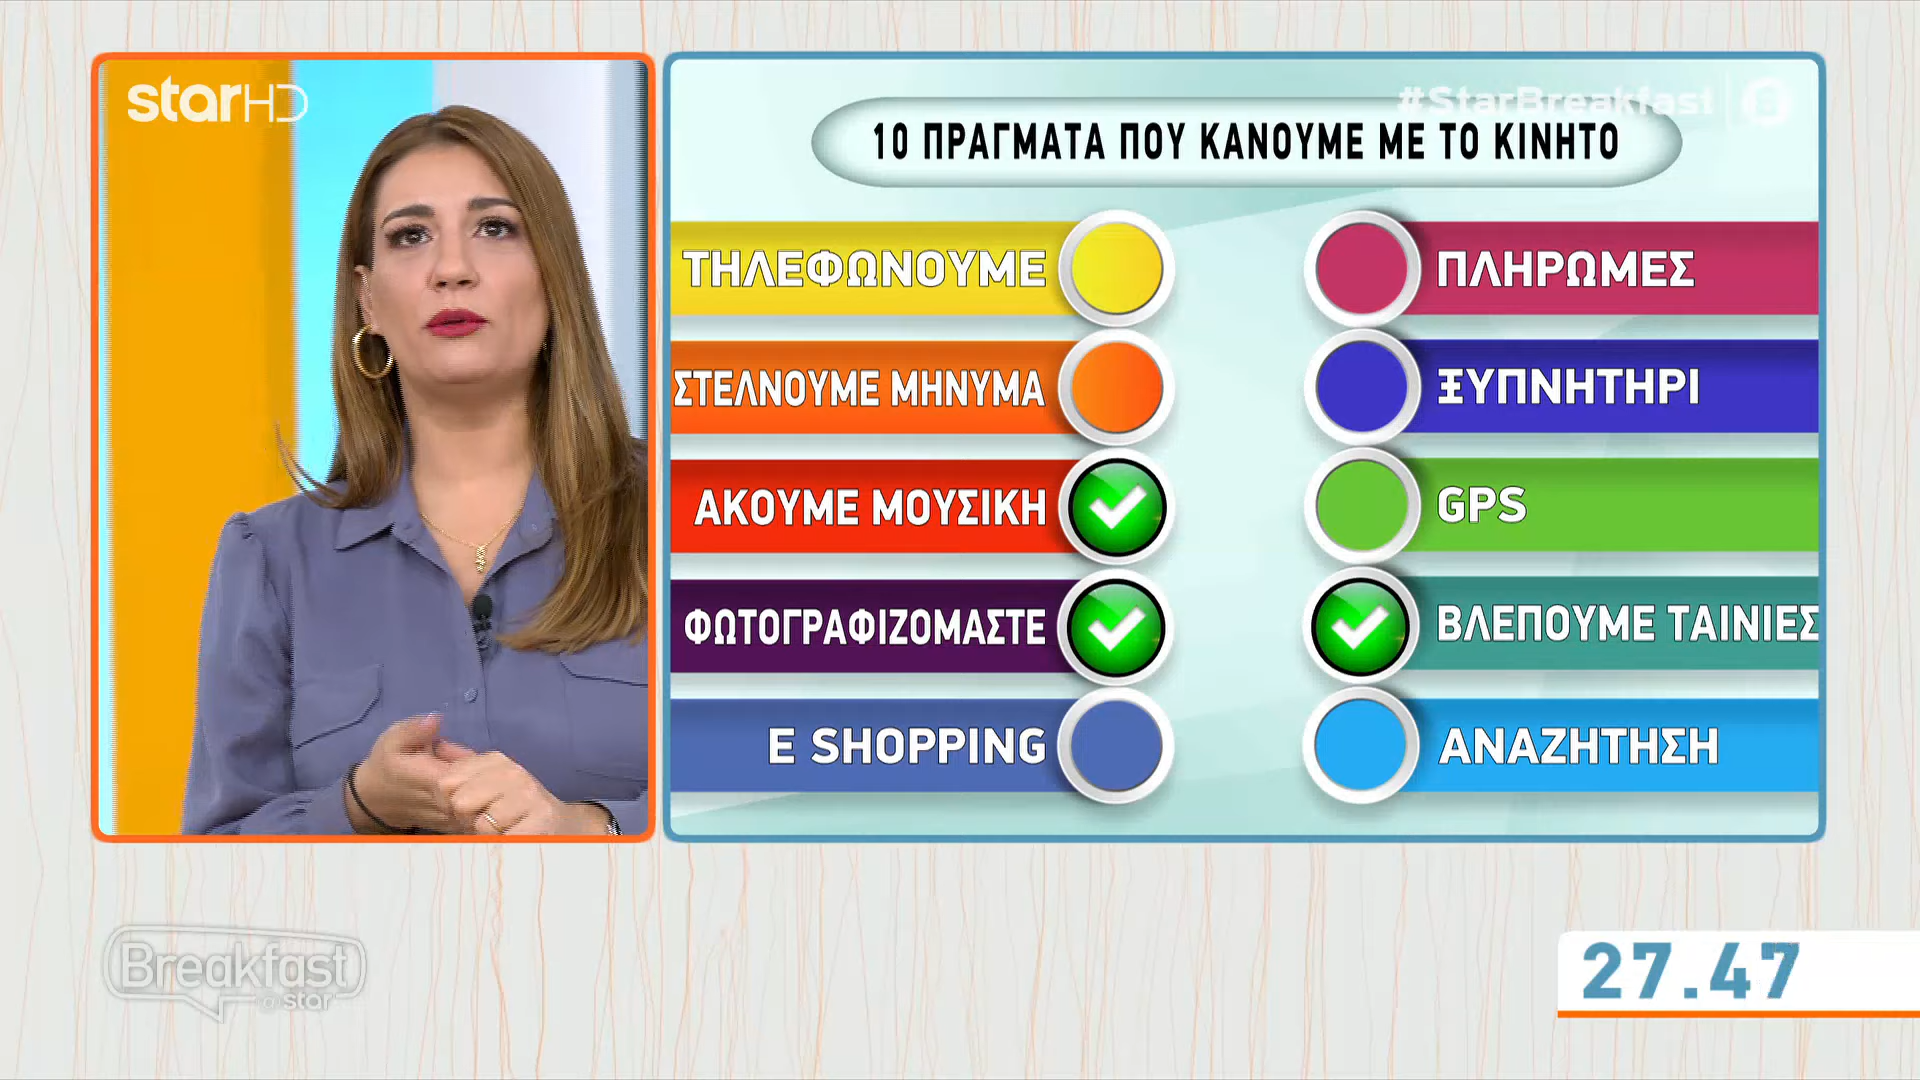 starHD
#StarBreakfast
10 ΠΡΑΓΜΑΤΑ ΠΟΥ ΚΑΝΟΥΜΕ ΜΕ ΤΟ ΚΙΝΗΤΟ
ΤΗΛΕΦΩΝΟΥΜΕ
ΣΤΕΛΝΟΥΜΕ ΜΗΝΥΜΑ
ΑΚΟΥΜΕ ΜΟΥΣΙΚΗ
ΦΩΤΟΓΡΑΦΙΖΟΜΑΣΤΕ
E SHOPPING
ΠΛΗΡΩΜΕΣ
ΞΥΠΝΗΤΗΡΙ
GPS
ΒΛΕΠΟΥΜΕ ΤΑΙΝΙΕΣ
ΑΝΑΖΗΤΗΣΗ
Breakfast
@star
27.47